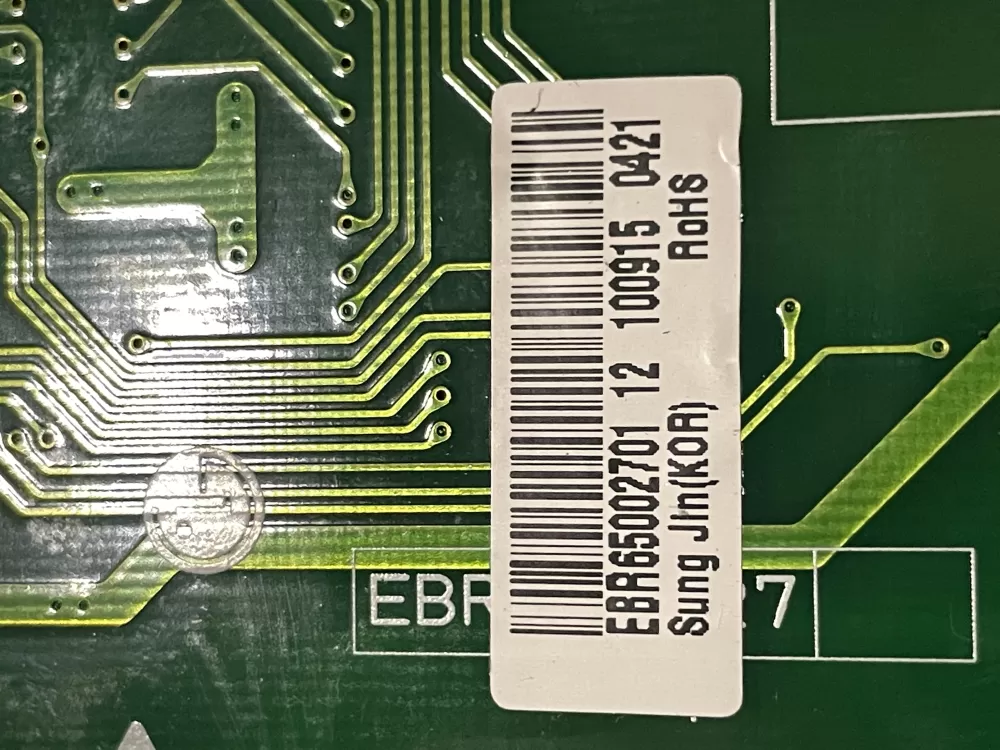 EBR65002701 12 100915 0421
Sung Jin(KOR) RoHS
EBR
27